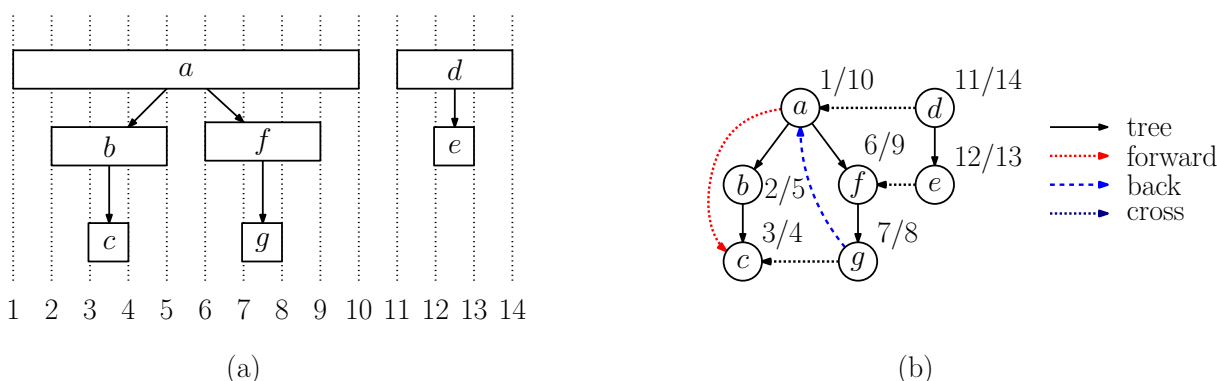 a
d
b
f
e
c
g
1 2 3 4 5 6 7 8 9 10 11 12 13 14
(a)
1/10
11/14
a
d
6/9
12/13
b
2/5
f
e
3/4
7/8
c
g
tree
forward
back
cross
(b)